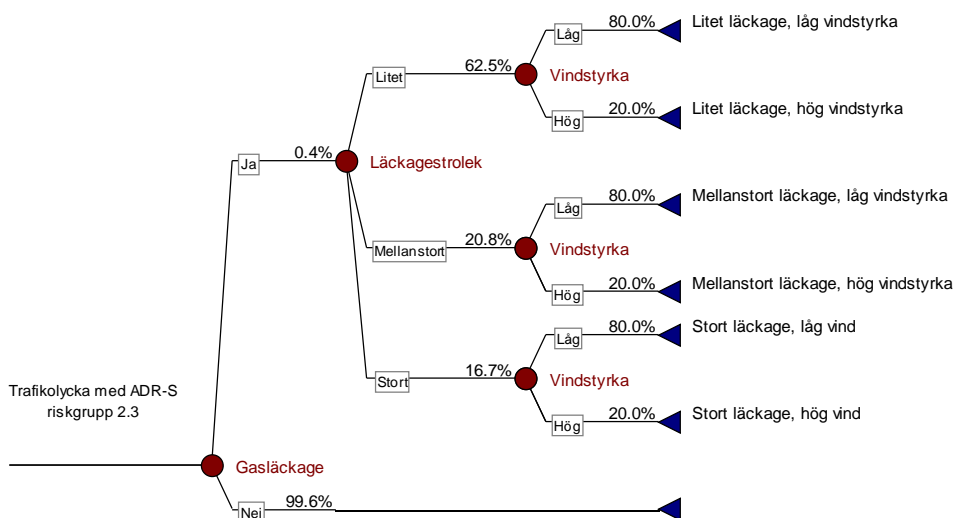 80.0%
Litet läckage, låg vindstyrka
Låg
62.5%
Litet
Vindstyrka
20.0%
Litet läckage, hög vindstyrka
Hög
0.4%
Ja
Läckagestrolek
80.0%
Mellanstort läckage, låg vindstyrka
Låg
20.8%
Mellanstort
Vindstyrka
20.0%
Mellanstort läckage, hög vindstyrka
Hög
80.0%
Stort läckage, låg vind
Låg
16.7%
Stort
Vindstyrka
20.0%
Stort läckage, hög vind
Hög
Trafikolycka med ADR-S
riskgrupp 2.3
Gasläckage
99.6%
Nej